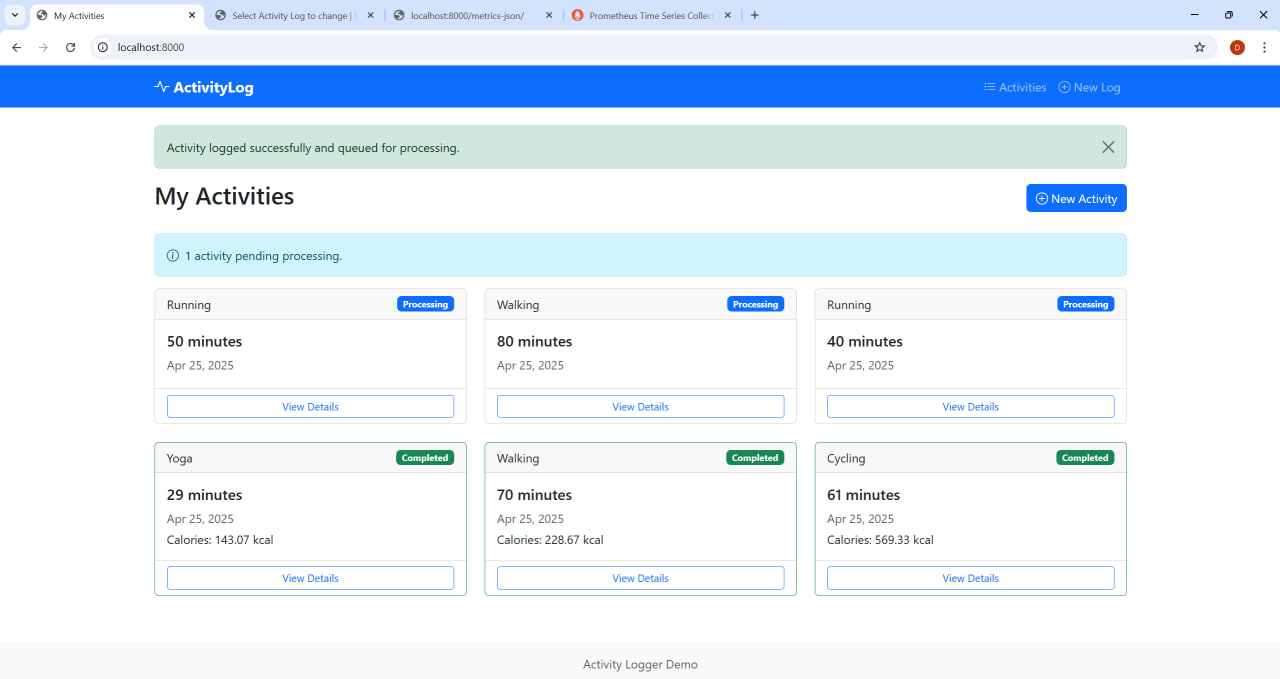 My Activities
Select Activity Log to change |
localhost:8000/metrics-json/
Prometheus Time Series Collect
localhost:8000
D
ActivityLog
Activities
New Log
Activity logged successfully and queued for processing.
My Activities
New Activity
1 activity pending processing.
Running Processing
50 minutes
Apr 25, 2025
View Details
Walking Processing
80 minutes
Apr 25, 2025
View Details
Running Processing
40 minutes
Apr 25, 2025
View Details
Yoga Completed
29 minutes
Apr 25, 2025
Calories: 143.07 kcal
View Details
Walking Completed
70 minutes
Apr 25, 2025
Calories: 228.67 kcal
View Details
Cycling Completed
61 minutes
Apr 25, 2025
Calories: 569.33 kcal
View Details
Activity Logger Demo